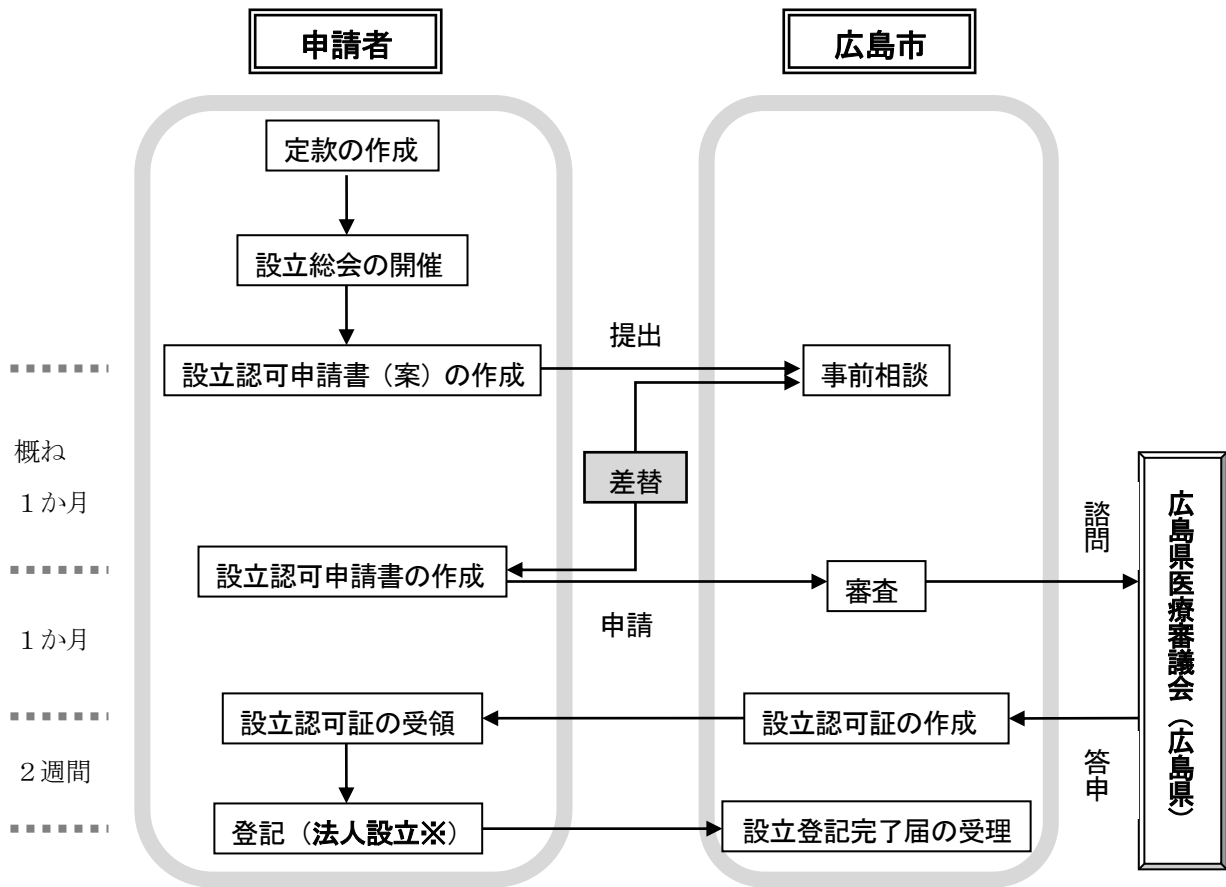 申請者
広島市
定款の作成
設立総会の開催
提出
設立認可申請書（案）の作成
事前相談
概ね
１か月
差替
諮問
設立認可申請書の作成
審査
申請
１か月
広島県医療審議会（広島県）
設立認可証の受領
設立認可証の作成
２週間
答申
登記（法人設立※）
設立登記完了届の受理